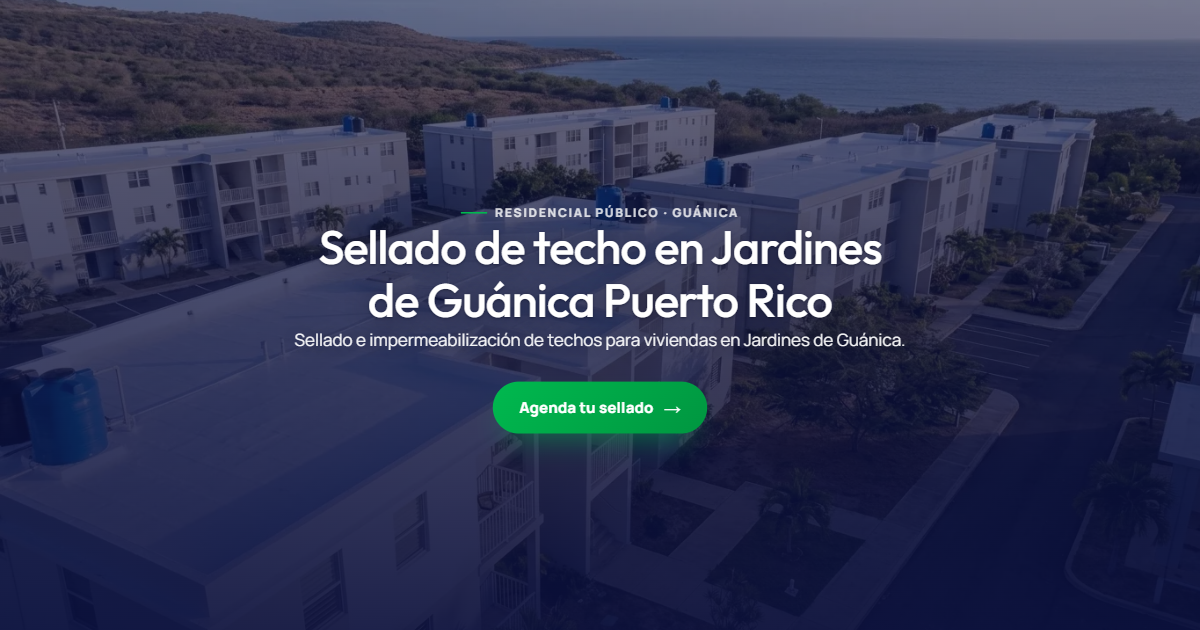 RESIDENCIAL PÚBLICO · GUÁNICA
Sellado de techo en Jardines
de Guánica Puerto Rico
Sellado e impermeabilización de techos para viviendas en Jardines de Guánica.
Agenda tu sellado →